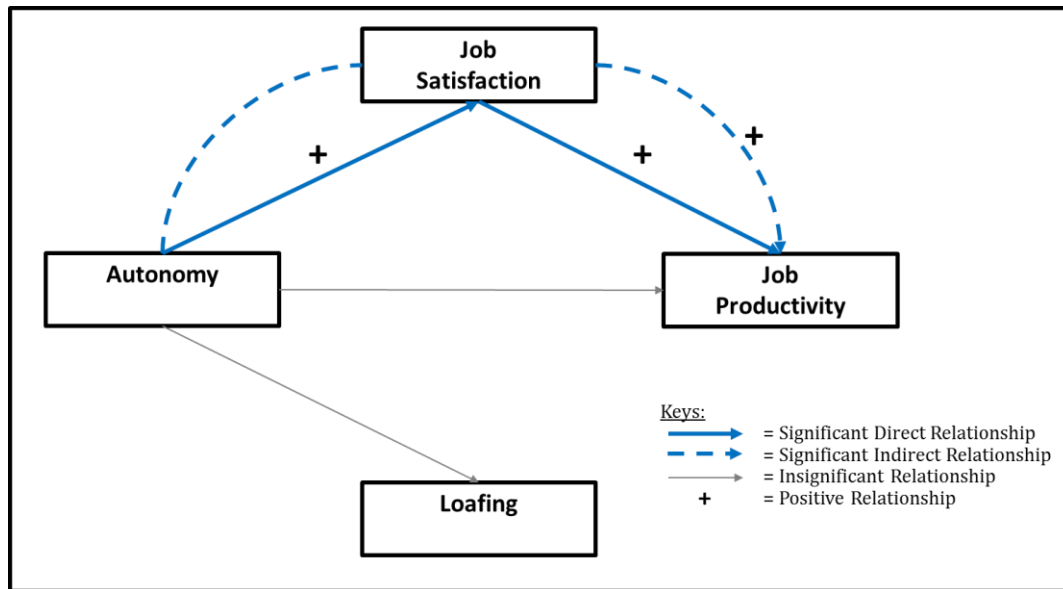 Job
Satisfaction
+
+
+
Autonomy
Job
Productivity
Keys:
= Significant Direct Relationship
= Significant Indirect Relationship
= Insignificant Relationship
+ = Positive Relationship
Loafing